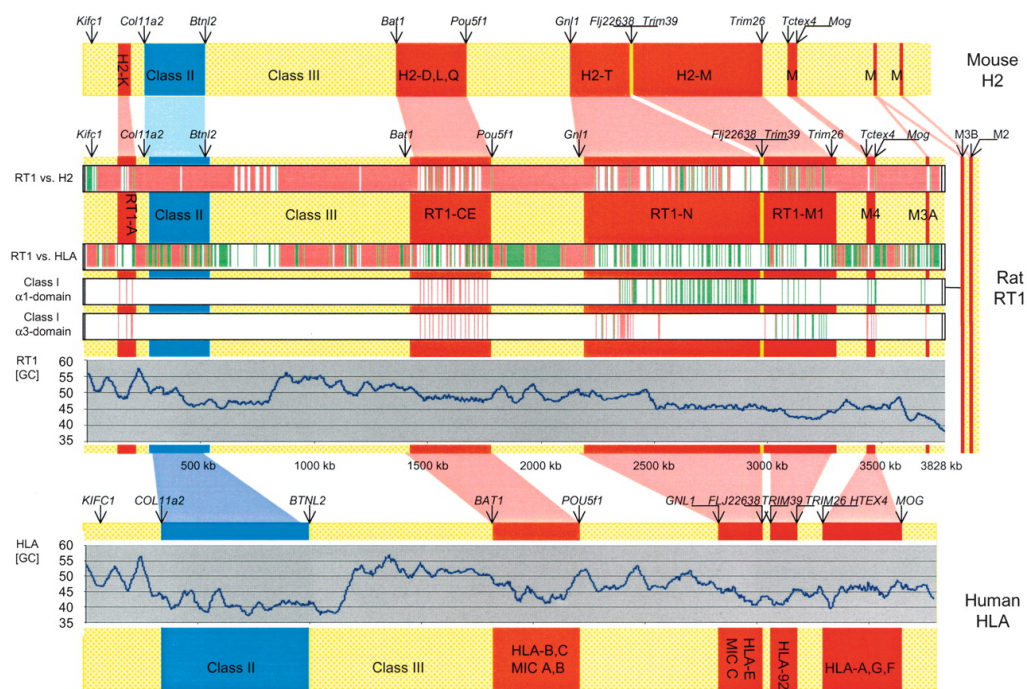 Kifc1 Col11a2 Btnl2 Bat1 Pou5f1 Gnl1 Flj22638 Trim39 Trim26 Tctex4 Mog
H2-K Class II Class III H2-D,L,Q H2-T H2-M M M M
Mouse
H2
Kifc1 Col11a2 Btnl2 Bat1 Pou5f1 Gnl1 Flj22638 Trim39 Trim26 Tctex4 Mog M3B M2
RT1 vs. H2
RT1-A Class II Class III RT1-CE RT1-N RT1-M1 M4 M3A
RT1 vs. HLA
Class I
α1-domain
Rat
RT1
Class I
α3-domain
RT1
[GC]
60
55
50
45
40
35
500 kb 1000 kb 1500 kb 2000 kb 2500 kb 3000 kb 3500 kb 3828 kb
KIFC1 COL11a2 BTNL2 BAT1 POU5f1 GNL1 FLJ22638 TRIM39 TRIM26 HTEX4 MOG
HLA
[GC]
60
55
50
45
40
35
Human
HLA
Class II Class III HLA-B,C
MIC A,B
HLA-E
MIC C
HLA-92
HLA-A,G,F